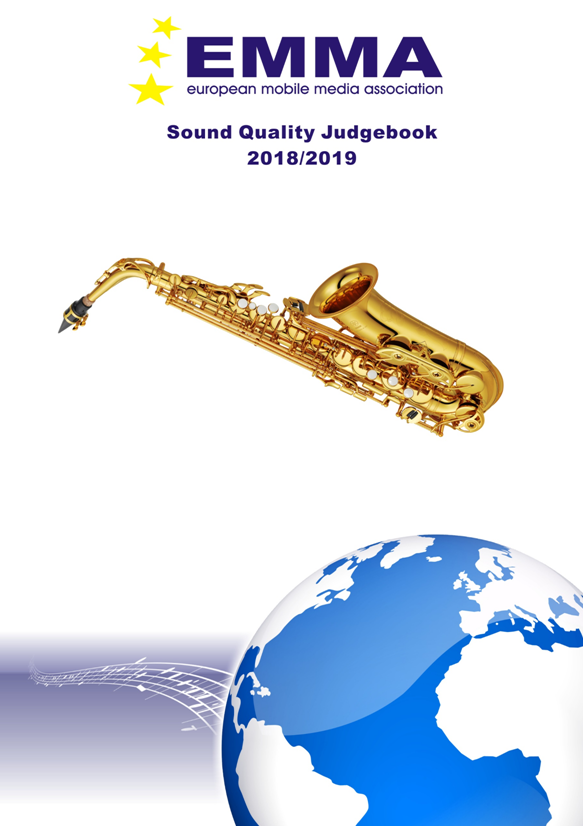 EMMA
european mobile media association
Sound Quality Judgebook
2018/2019